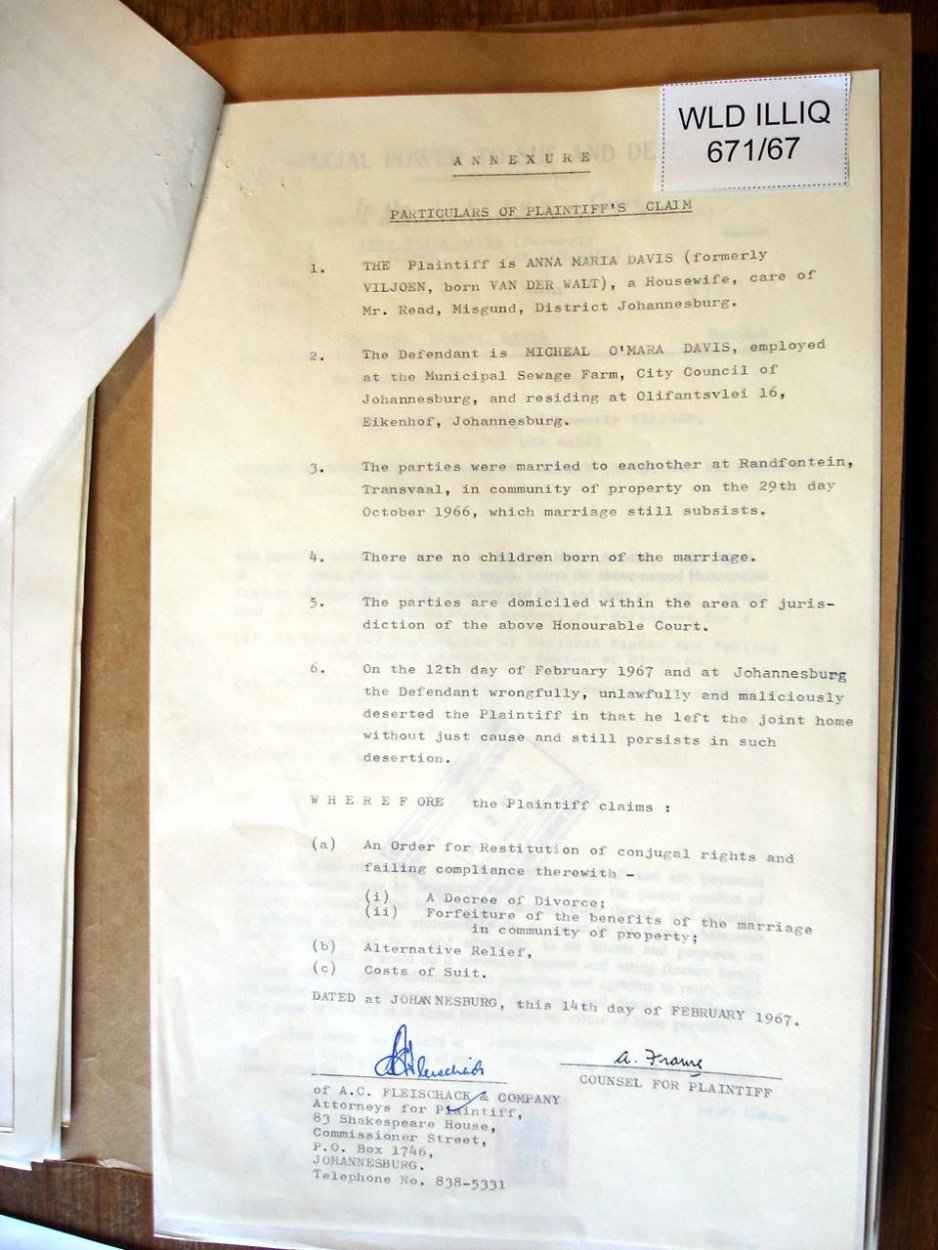 WLD ILLIQ
671/67
ANNEXURE
PARTICULARS OF PLAINTIFF'S CLAIM
1. THE Plaintiff is ANNA MARIA DAVIS (formerly
VILJOEN, born VAN DER WALT), a Housewife, care of
Mr. Read, Misgund, District Johannesburg.
2. The Defendant is MICHEAL O'MARA DAVIS, employed
at the Municipal Sewage Farm, City Council of
Johannesburg, and residing at Olifantsvlei 16,
Eikenhof, Johannesburg.
3. The parties were married to eachother at Randfontein,
Transvaal, in community of property on the 29th day
October 1966, which marriage still subsists.
4. There are no children born of the marriage.
5. The parties are domiciled within the area of juris-
diction of the above Honourable Court.
6. On the 12th day of February 1967 and at Johannesburg
the Defendant wrongfully, unlawfully and maliciously
deserted the Plaintiff in that he left the joint home
without just cause and still persists in such
desertion.
WHEREFORE the Plaintiff claims :
(a) An Order for Restitution of conjugal rights and
failing compliance therewith -
(i) A Decree of Divorce;
(ii) Forfeiture of the benefits of the marriage
in community of property;
(b) Alternative Relief,
(c) Costs of Suit.
DATED at JOHANNESBURG, this 14th day of FEBRUARY 1967.
COUNSEL FOR PLAINTIFF
of A.C. FLEISCHACK & COMPANY
Attorneys for Plaintiff,
83 Shakespeare House,
Commissioner Street,
P.O. Box 1746,
JOHANNESBURG.
Telephone No. 838-5331